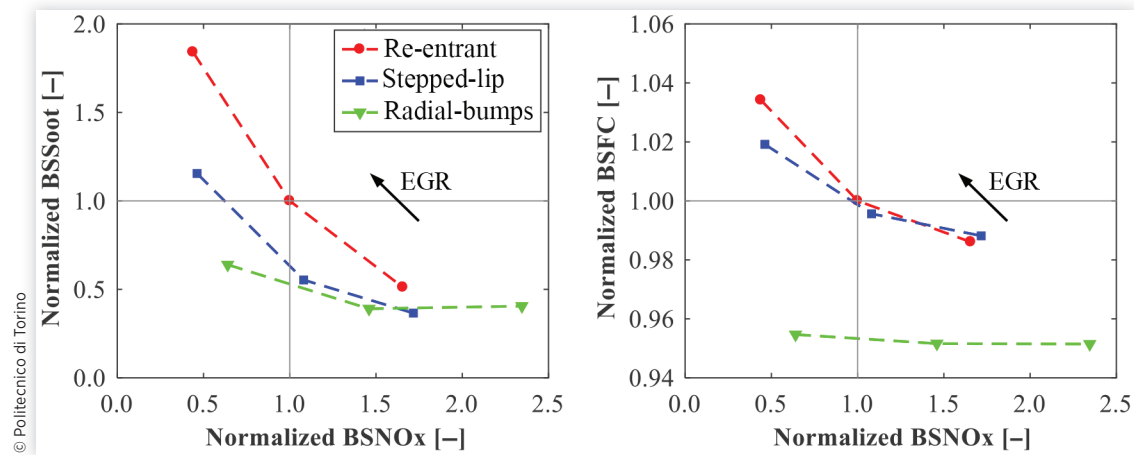 © Politecnico di Torino
Normalized BSSoot [–]
2.0
1.5
1.0
0.5
0.0
Re-entrant
Stepped-lip
Radial-bumps
EGR
0.0 0.5 1.0 1.5 2.0 2.5
Normalized BSNOx [–]
Normalized BSFC [–]
1.06
1.04
1.02
1.00
0.98
0.96
0.94
EGR
0.0 0.5 1.0 1.5 2.0 2.5
Normalized BSNOx [–]